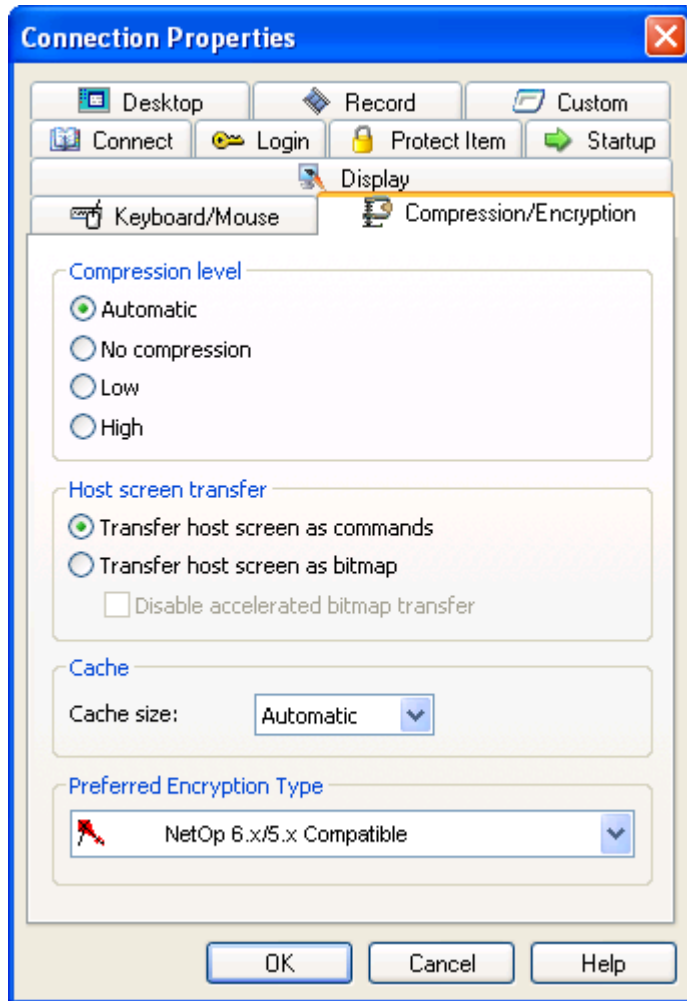 Connection Properties
Desktop Record Custom
Connect Login Protect Item Startup
Display
Keyboard/Mouse Compression/Encryption
Compression level
Automatic
No compression
Low
High
Host screen transfer
Transfer host screen as commands
Transfer host screen as bitmap
Disable accelerated bitmap transfer
Cache
Cache size: Automatic
Preferred Encryption Type
NetOp 6.x/5.x Compatible
OK Cancel Help